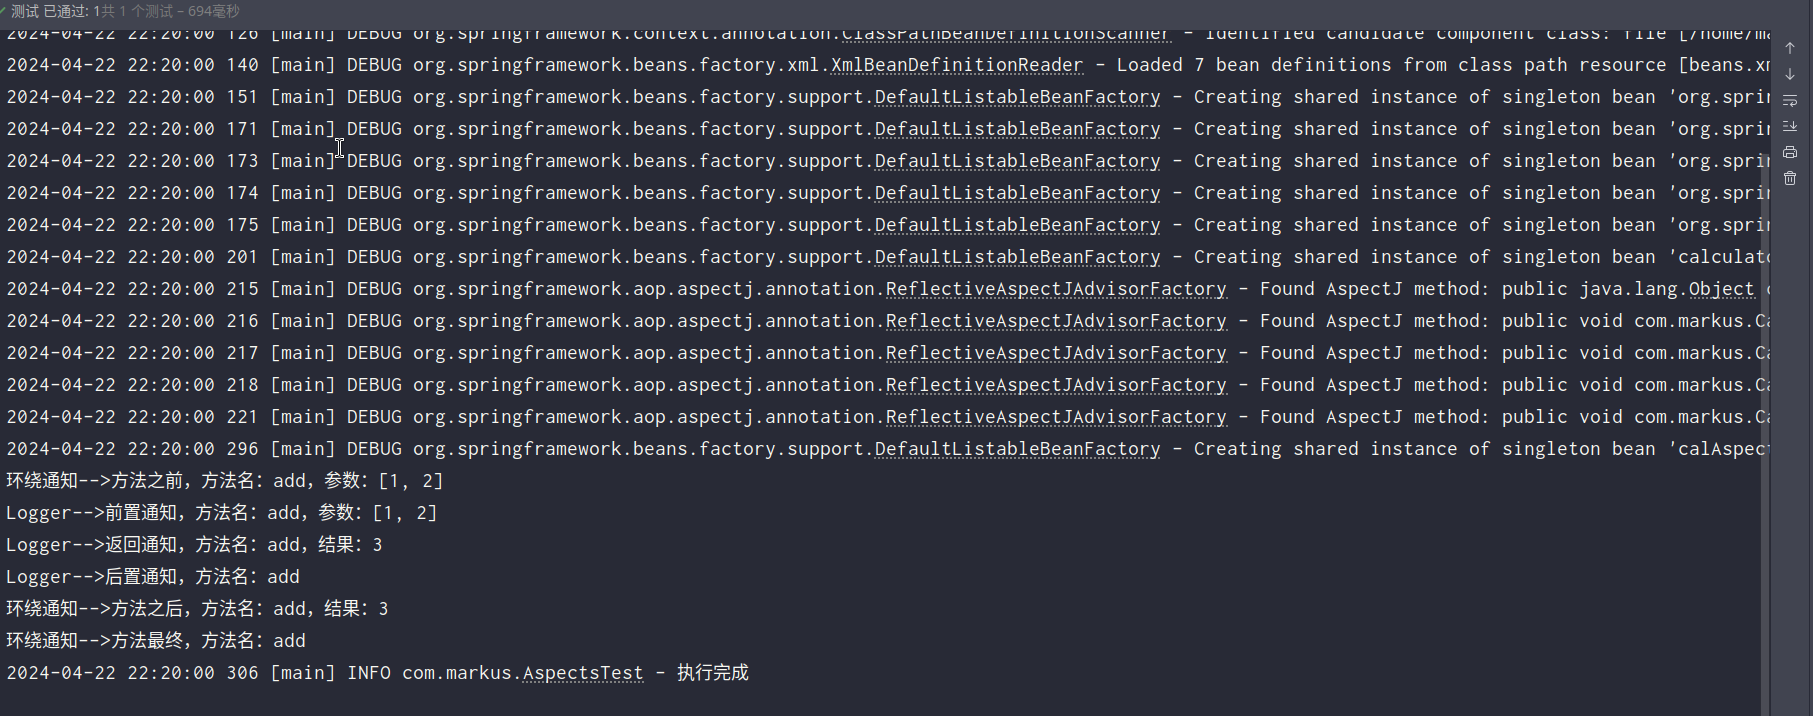 测试 已通过: 1共 1 个测试 – 694毫秒
2024-04-22 22:20:00 126 [main] DEBUG org.springframework.context.annotation.ClassPathBeanDefinitionScanner - Identified candidate component class: file [/home/ma
2024-04-22 22:20:00 140 [main] DEBUG org.springframework.beans.factory.xml.XmlBeanDefinitionReader - Loaded 7 bean definitions from class path resource [beans.xm
2024-04-22 22:20:00 151 [main] DEBUG org.springframework.beans.factory.support.DefaultListableBeanFactory - Creating shared instance of singleton bean 'org.sprin
2024-04-22 22:20:00 171 [main] DEBUG org.springframework.beans.factory.support.DefaultListableBeanFactory - Creating shared instance of singleton bean 'org.sprin
2024-04-22 22:20:00 173 [main] DEBUG org.springframework.beans.factory.support.DefaultListableBeanFactory - Creating shared instance of singleton bean 'org.sprin
2024-04-22 22:20:00 174 [main] DEBUG org.springframework.beans.factory.support.DefaultListableBeanFactory - Creating shared instance of singleton bean 'org.sprin
2024-04-22 22:20:00 175 [main] DEBUG org.springframework.beans.factory.support.DefaultListableBeanFactory - Creating shared instance of singleton bean 'org.sprin
2024-04-22 22:20:00 201 [main] DEBUG org.springframework.beans.factory.support.DefaultListableBeanFactory - Creating shared instance of singleton bean 'calculato
2024-04-22 22:20:00 215 [main] DEBUG org.springframework.aop.aspectj.annotation.ReflectiveAspectJAdvisorFactory - Found AspectJ method: public java.lang.Object c
2024-04-22 22:20:00 216 [main] DEBUG org.springframework.aop.aspectj.annotation.ReflectiveAspectJAdvisorFactory - Found AspectJ method: public void com.markus.Ca
2024-04-22 22:20:00 217 [main] DEBUG org.springframework.aop.aspectj.annotation.ReflectiveAspectJAdvisorFactory - Found AspectJ method: public void com.markus.Ca
2024-04-22 22:20:00 218 [main] DEBUG org.springframework.aop.aspectj.annotation.ReflectiveAspectJAdvisorFactory - Found AspectJ method: public void com.markus.Ca
2024-04-22 22:20:00 221 [main] DEBUG org.springframework.aop.aspectj.annotation.ReflectiveAspectJAdvisorFactory - Found AspectJ method: public void com.markus.Ca
2024-04-22 22:20:00 296 [main] DEBUG org.springframework.beans.factory.support.DefaultListableBeanFactory - Creating shared instance of singleton bean 'calAspect
环绕通知-->方法之前，方法名：add，参数：[1, 2]
Logger-->前置通知，方法名：add，参数：[1, 2]
Logger-->返回通知，方法名：add，结果：3
Logger-->后置通知，方法名：add
环绕通知-->方法之后，方法名：add，结果：3
环绕通知-->方法最终，方法名：add
2024-04-22 22:20:00 306 [main] INFO com.markus.AspectsTest - 执行完成